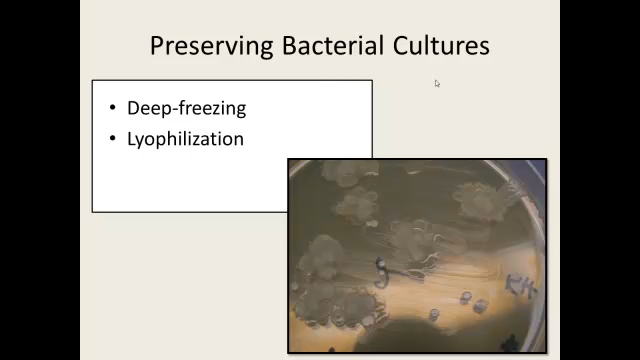 Preserving Bacterial Cultures
• Deep-freezing
• Lyophilization